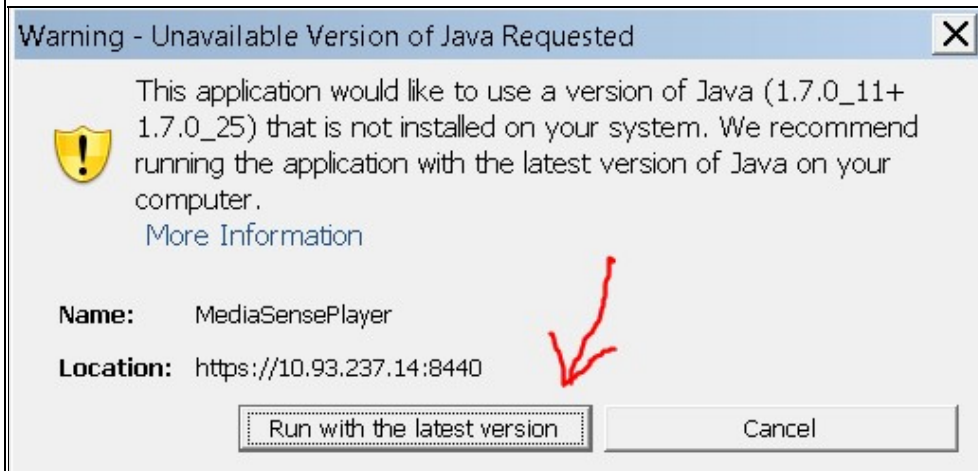 Warning - Unavailable Version of Java Requested
This application would like to use a version of Java (1.7.0_11+
1.7.0_25) that is not installed on your system. We recommend
running the application with the latest version of Java on your
computer.
More Information
Name: MediaSensePlayer
Location: https://10.93.237.14:8440
Run with the latest version Cancel